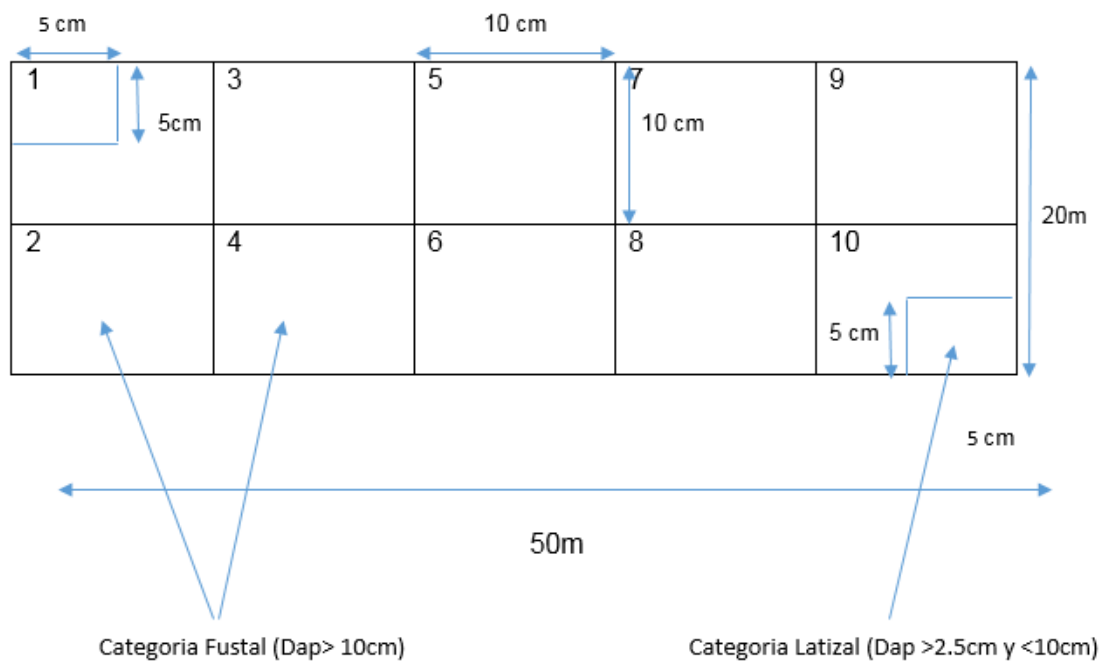 5 cm
10 cm
1
3
5
7
9
5cm
10 cm
20m
2
4
6
8
10
5 cm
5 cm
50m
Categoria Fustal (Dap> 10cm)
Categoria Latizal (Dap >2.5cm y <10cm)